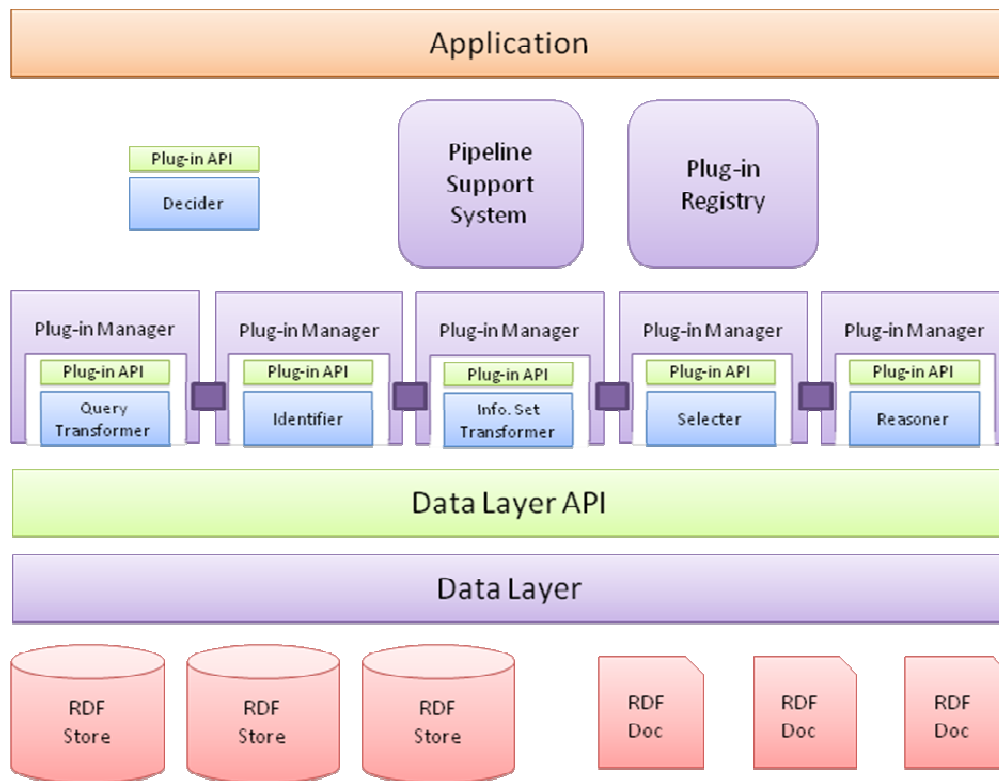 Application
Plug-in API
Decider
Pipeline
Support
System
Plug-in
Registry
Plug-in Manager
Plug-in API
Query
Transformer
Plug-in Manager
Plug-in API
Identifier
Plug-in Manager
Plug-in API
Info. Set
Transformer
Plug-in Manager
Plug-in API
Selecter
Plug-in Manager
Plug-in API
Reasoner
Data Layer API
Data Layer
RDF
Store
RDF
Store
RDF
Store
RDF
Doc
RDF
Doc
RDF
Doc